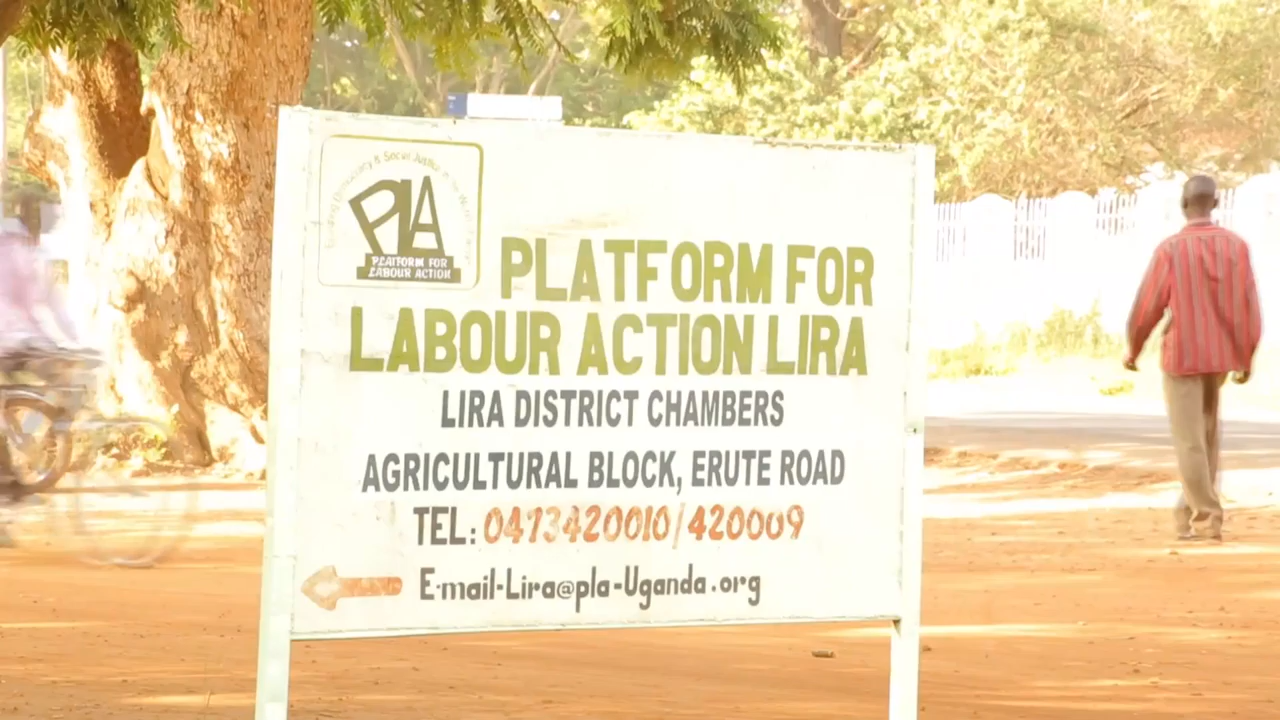 PLA
PLATFORM FOR
LABOUR ACTION
PLATFORM FOR
LABOUR ACTION LIRA
LIRA DISTRICT CHAMBERS
AGRICULTURAL BLOCK, ERUTE ROAD
TEL: 0473420010/420009
E-mail-Lira@pla-Uganda.org